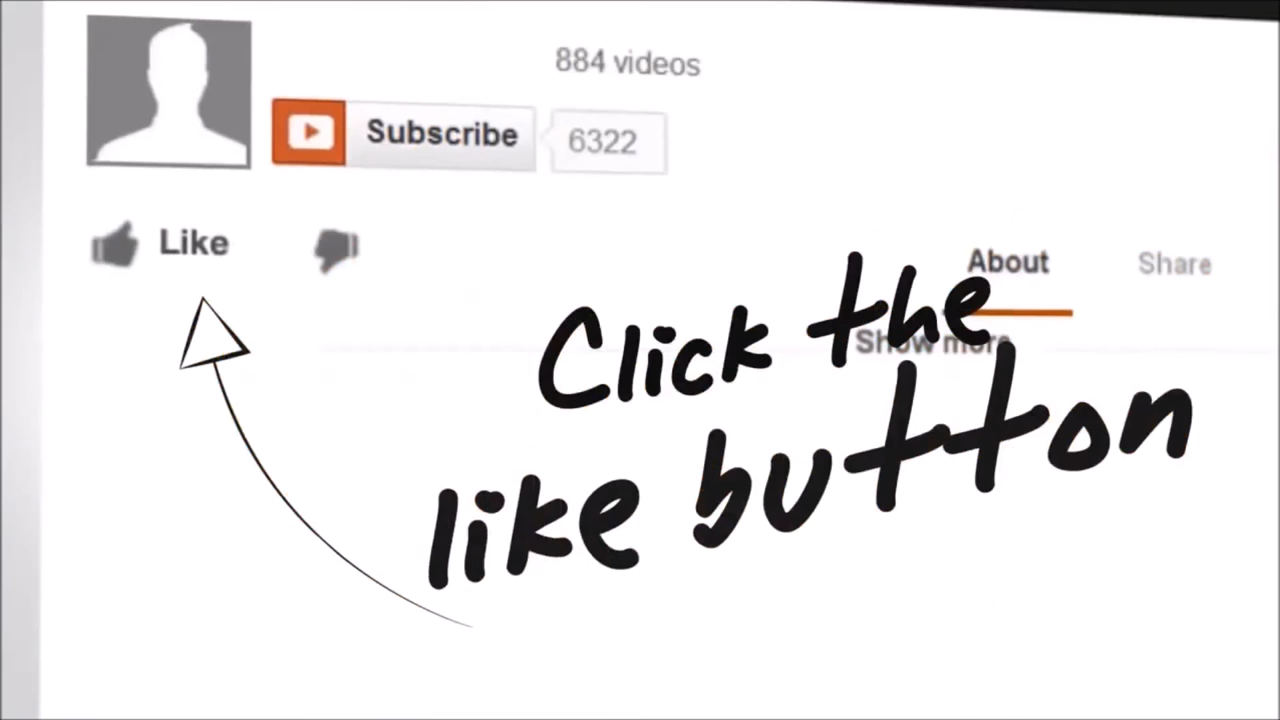 884 videos
Subscribe
6322
Like
About
Share
Show more
Click the
like button